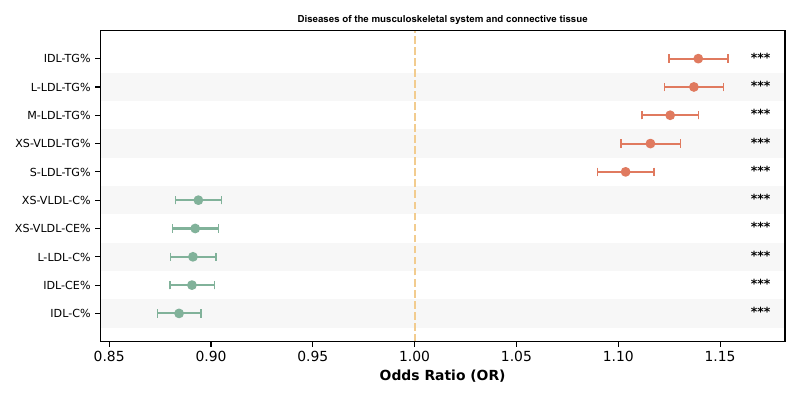 Diseases of the musculoskeletal system and connective tissue
IDL-TG% ***
L-LDL-TG% ***
M-LDL-TG% ***
XS-VLDL-TG% ***
S-LDL-TG% ***
XS-VLDL-C% ***
XS-VLDL-CE% ***
L-LDL-C% ***
IDL-CE% ***
IDL-C% ***
0.85 0.90 0.95 1.00 1.05 1.10 1.15
Odds Ratio (OR)